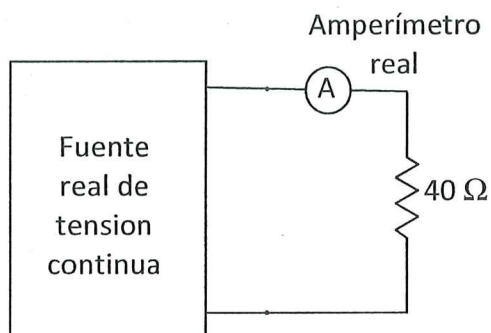 Amperímetro
real
A
Fuente
real de
tension
continua
40 Ω